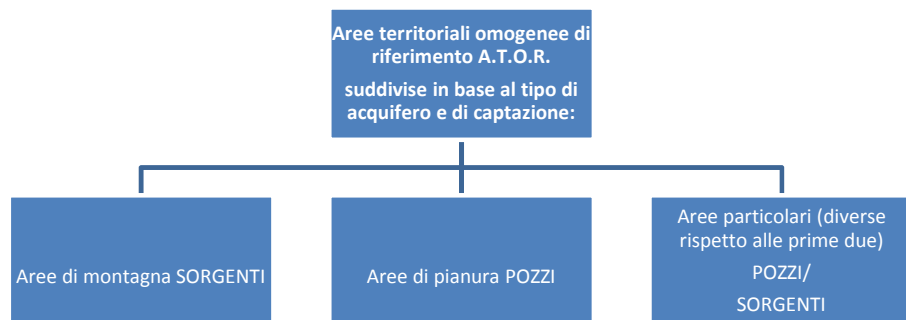 Aree territoriali omogenee di
riferimento A.T.O.R.
suddivise in base al tipo di
acquifero e di captazione:
Aree di montagna SORGENTI
Aree di pianura POZZI
Aree particolari (diverse
rispetto alle prime due)
POZZI/
SORGENTI